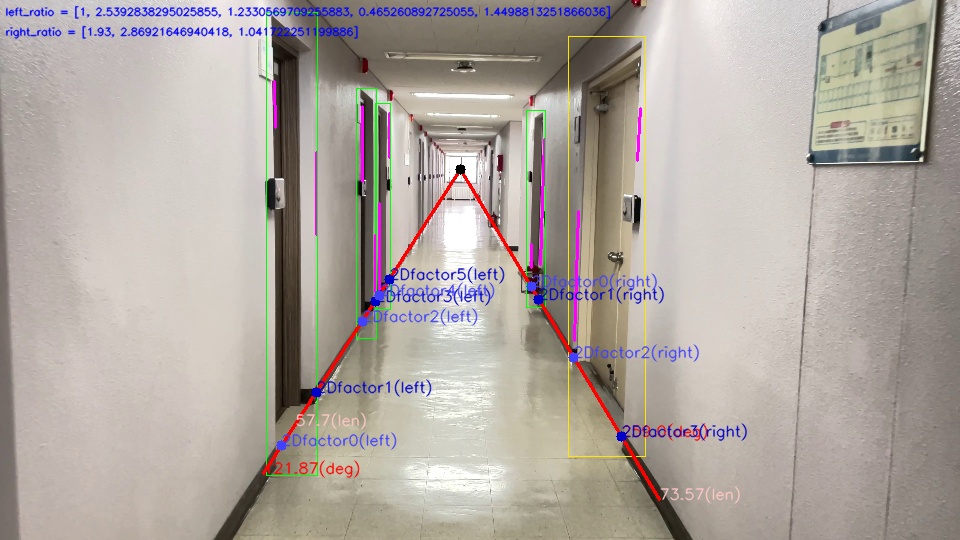 left_ratio = [1, 2.5392838295025855, 1.2330569709255883, 0.465260892725055, 1.4498813251866036]
right_ratio = [1.93, 2.86921646940418, 1.041722251199886]
2Dfactor5(left)
2Dfactor0(right)
2Dfactor4(left)
2Dfactor3(left)
2Dfactor1(right)
2Dfactor2(left)
2Dfactor2(right)
2Dfactor1(left)
57.7(len)
2Dfactor3(right)
2Dfactor0(left)
21.87(deg)
73.57(len)